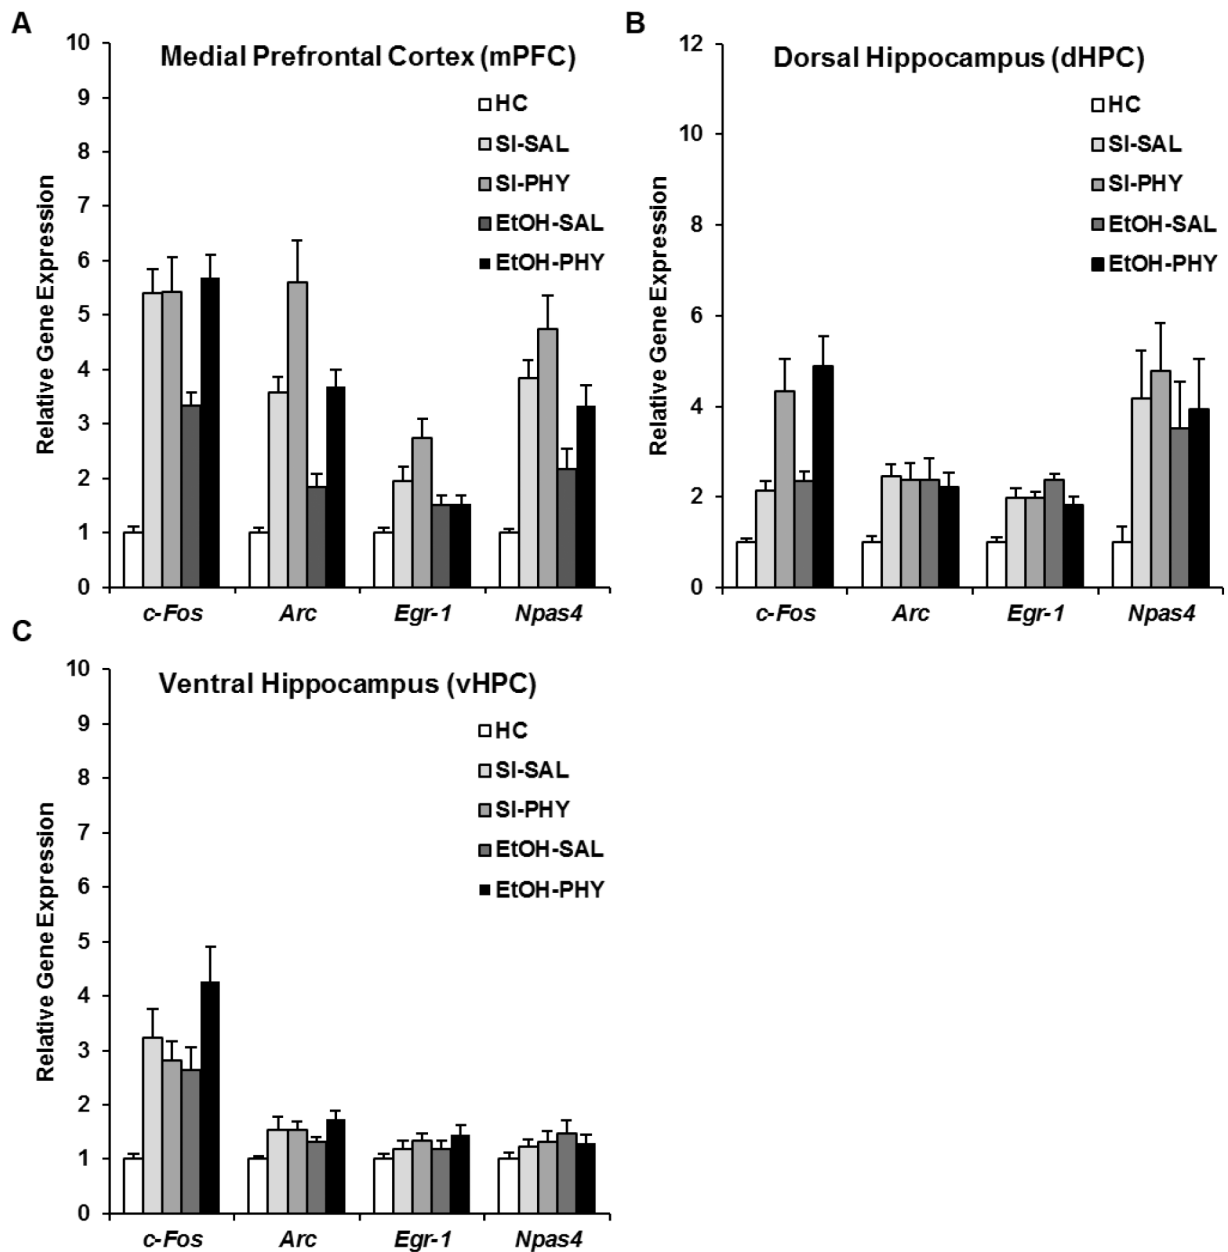 A
Medial Prefrontal Cortex (mPFC)
Relative Gene Expression
10
9
8
7
6
5
4
3
2
1
0
HC
SI-SAL
SI-PHY
EtOH-SAL
EtOH-PHY
c-Fos Arc Egr-1 Npas4
B
Dorsal Hippocampus (dHPC)
Relative Gene Expression
12
10
8
6
4
2
0
HC
SI-SAL
SI-PHY
EtOH-SAL
EtOH-PHY
c-Fos Arc Egr-1 Npas4
C
Ventral Hippocampus (vHPC)
Relative Gene Expression
10
9
8
7
6
5
4
3
2
1
0
HC
SI-SAL
SI-PHY
EtOH-SAL
EtOH-PHY
c-Fos Arc Egr-1 Npas4